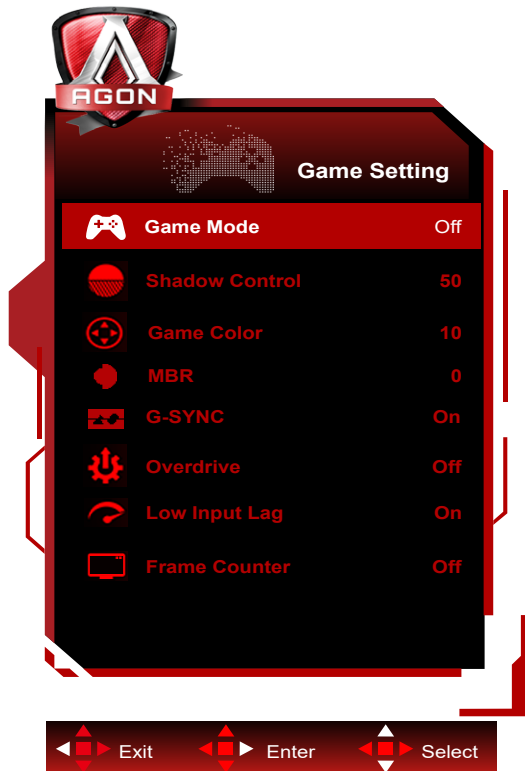 AGON
Game Setting
Game Mode Off
Shadow Control 50
Game Color 10
MBR 0
G-SYNC On
Overdrive Off
Low Input Lag On
Frame Counter Off
Exit Enter Select